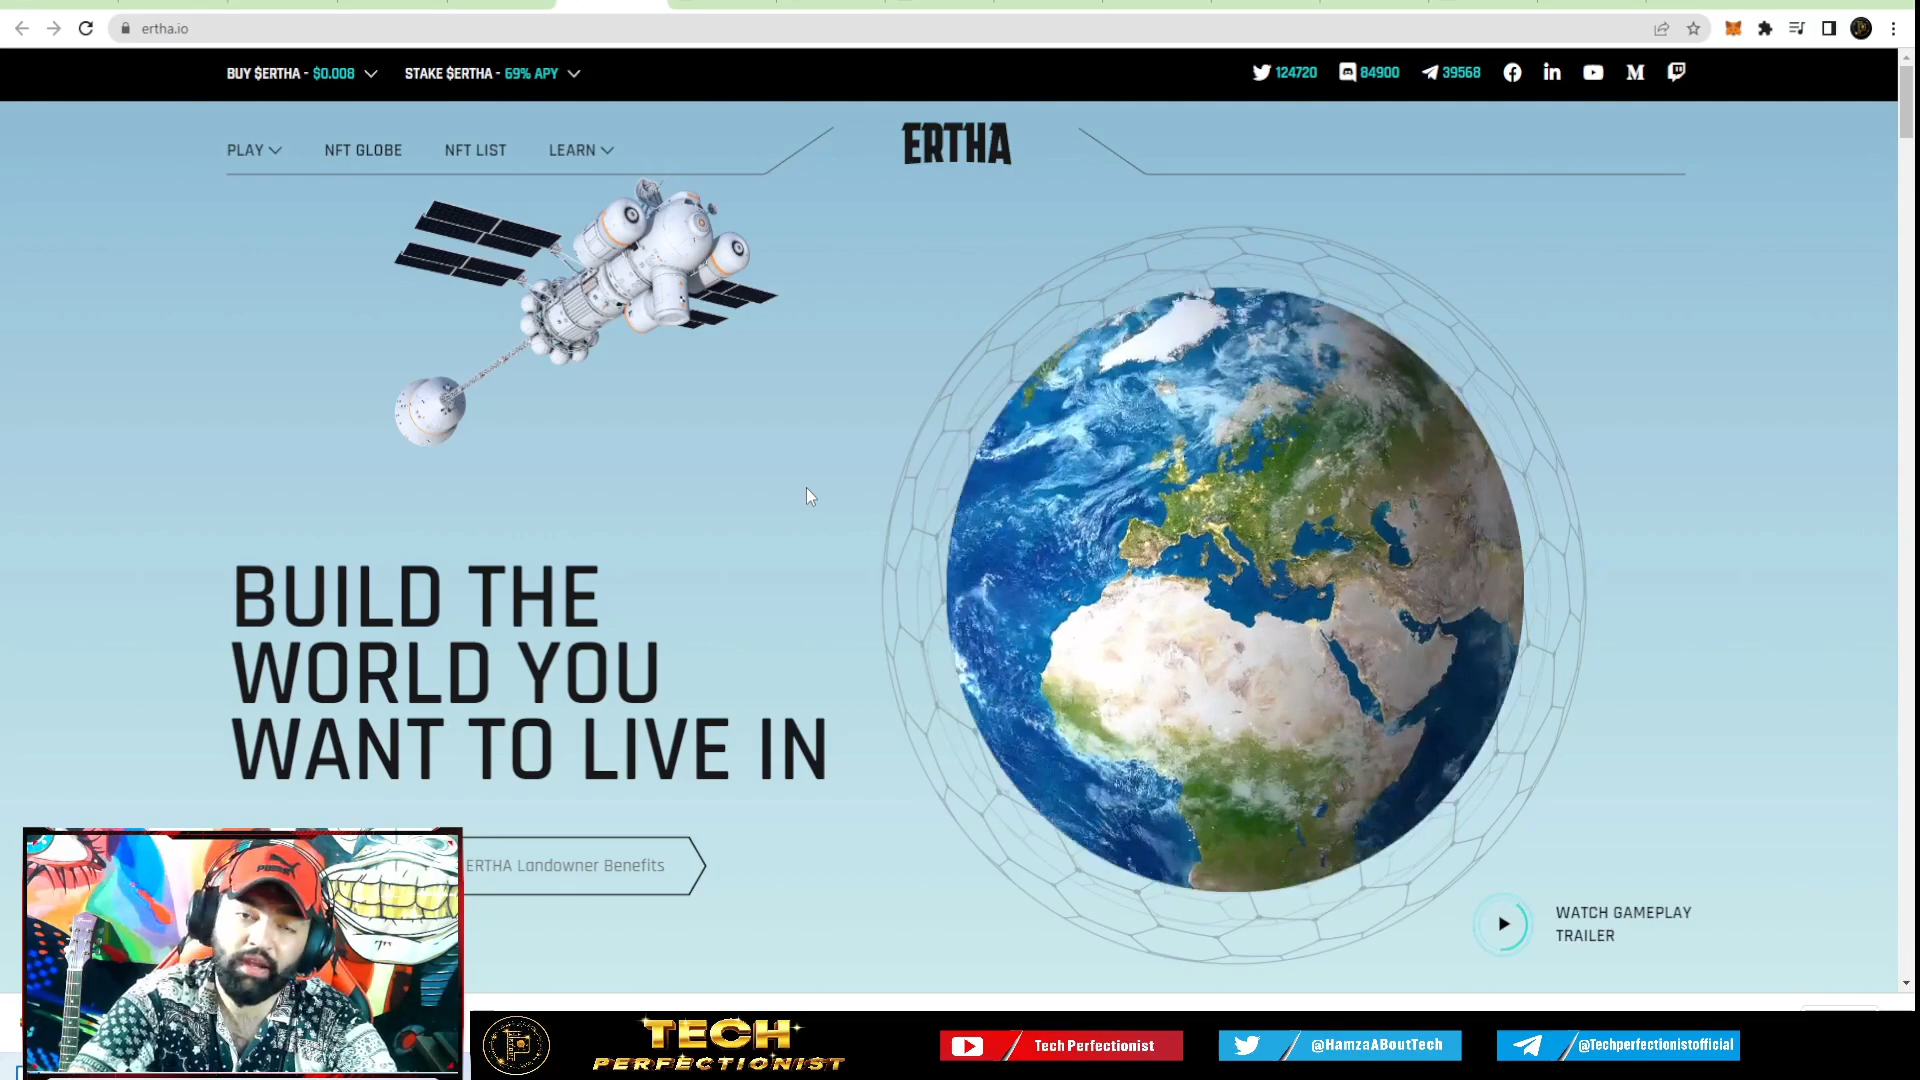 ertha.io
BUY $ERTHA - $0.008
STAKE $ERTHA - 69% APY
124720
84900
39568
PLAY
NFT GLOBE
NFT LIST
LEARN
ERTHA
BUILD THE
WORLD YOU
WANT TO LIVE IN
ERTHA Landowner Benefits
WATCH GAMEPLAY
TRAILER
PUMA
TECH
PERFECTIONIST
Tech Perfectionist
@HamzaABoutTech
@Techperfectionistofficial